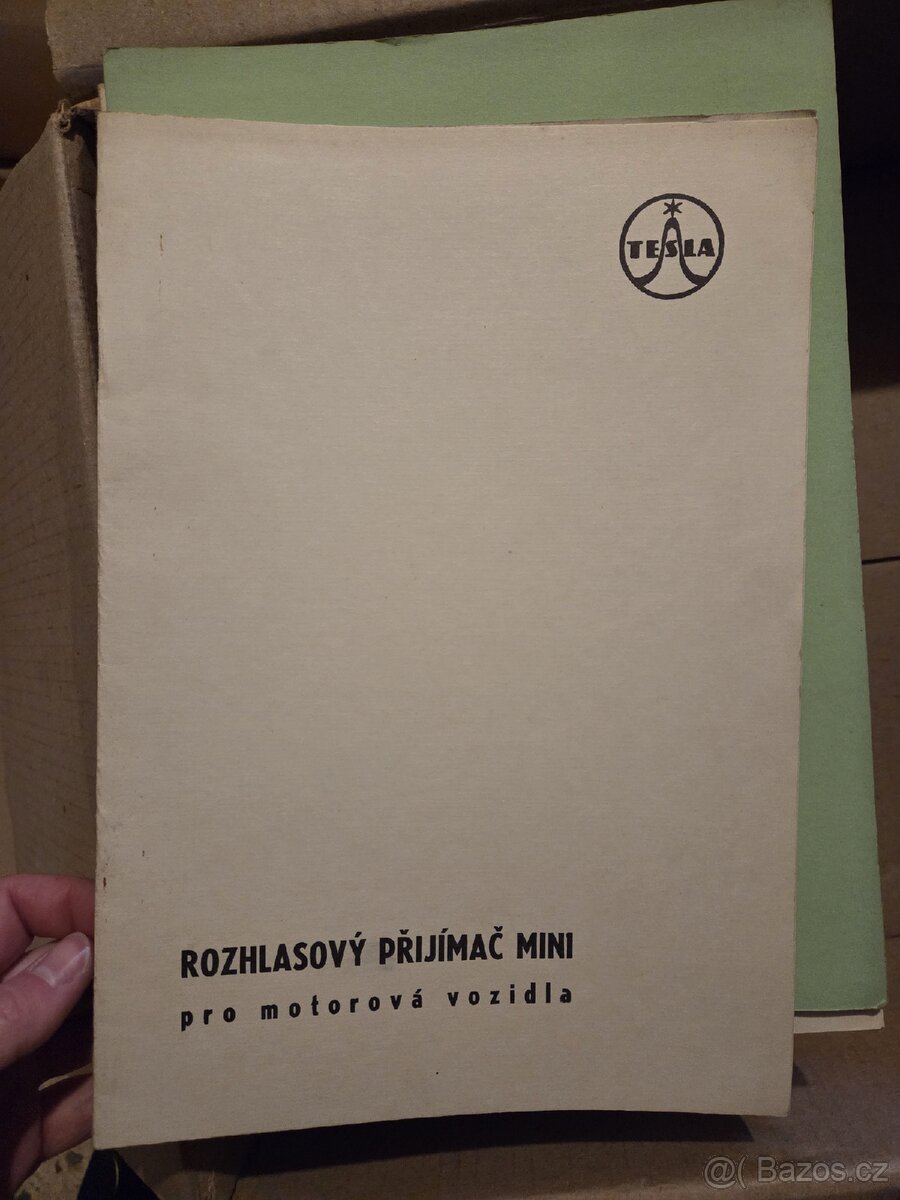 TESLA
ROZHLASOVÝ PŘIJÍMAČ MINI
pro motorová vozidla
@( Bazos.cz